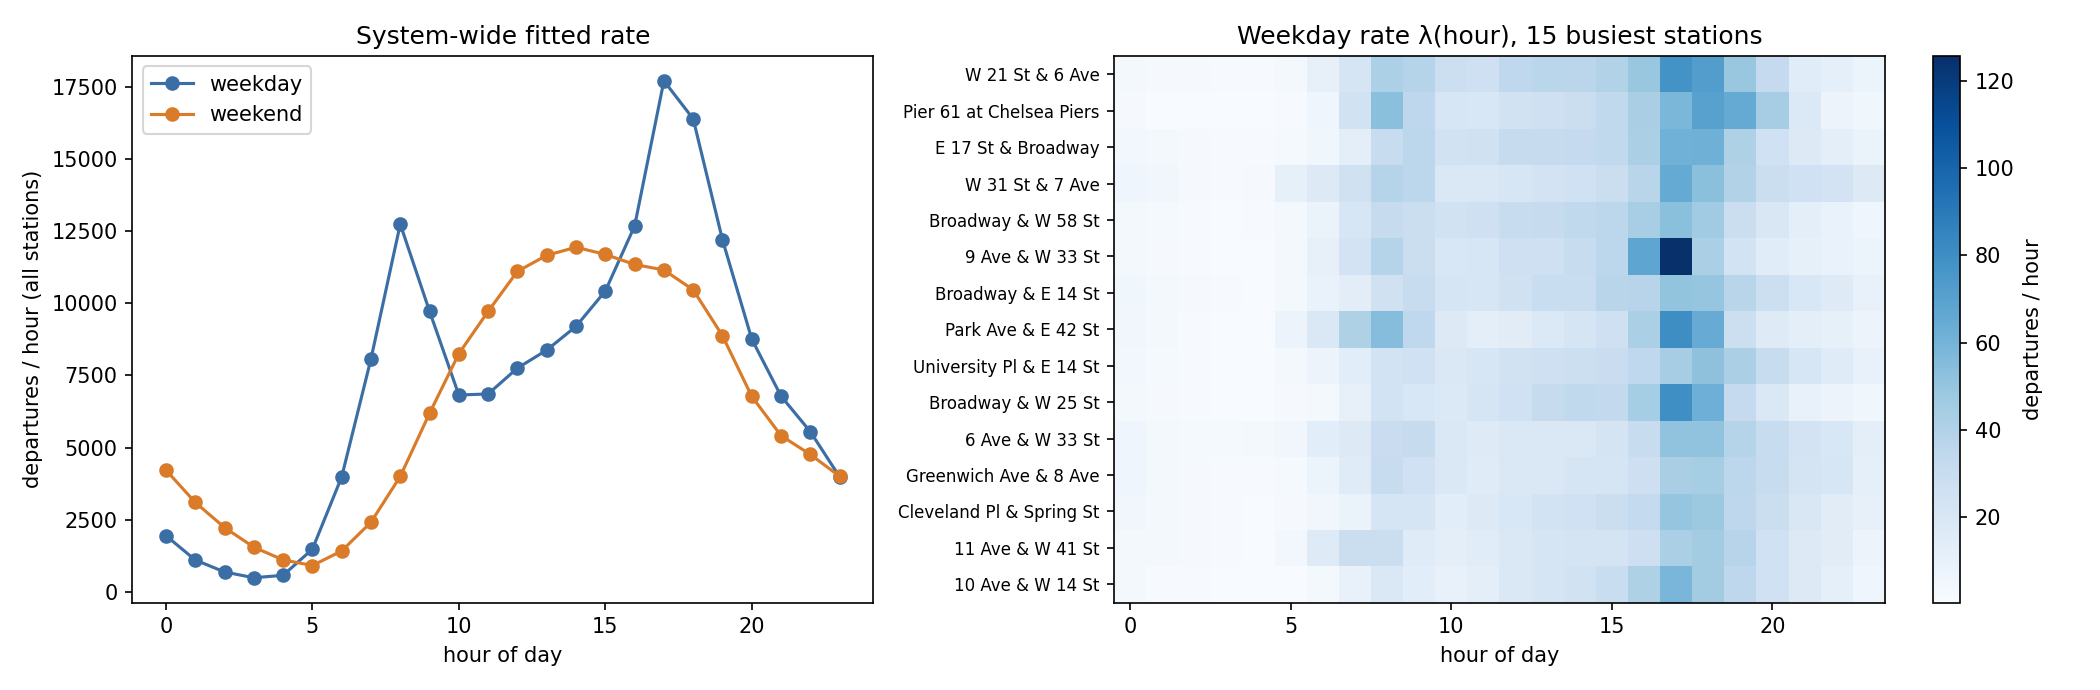 System-wide fitted rate
weekday
weekend
17500
15000
12500
10000
7500
5000
2500
0
departures / hour (all stations)
0 5 10 15 20
hour of day
Weekday rate λ(hour), 15 busiest stations
W 21 St & 6 Ave
Pier 61 at Chelsea Piers
E 17 St & Broadway
W 31 St & 7 Ave
Broadway & W 58 St
9 Ave & W 33 St
Broadway & E 14 St
Park Ave & E 42 St
University Pl & E 14 St
Broadway & W 25 St
6 Ave & W 33 St
Greenwich Ave & 8 Ave
Cleveland Pl & Spring St
11 Ave & W 41 St
10 Ave & W 14 St
0 5 10 15 20
hour of day
120
100
80
60
40
20
departures / hour